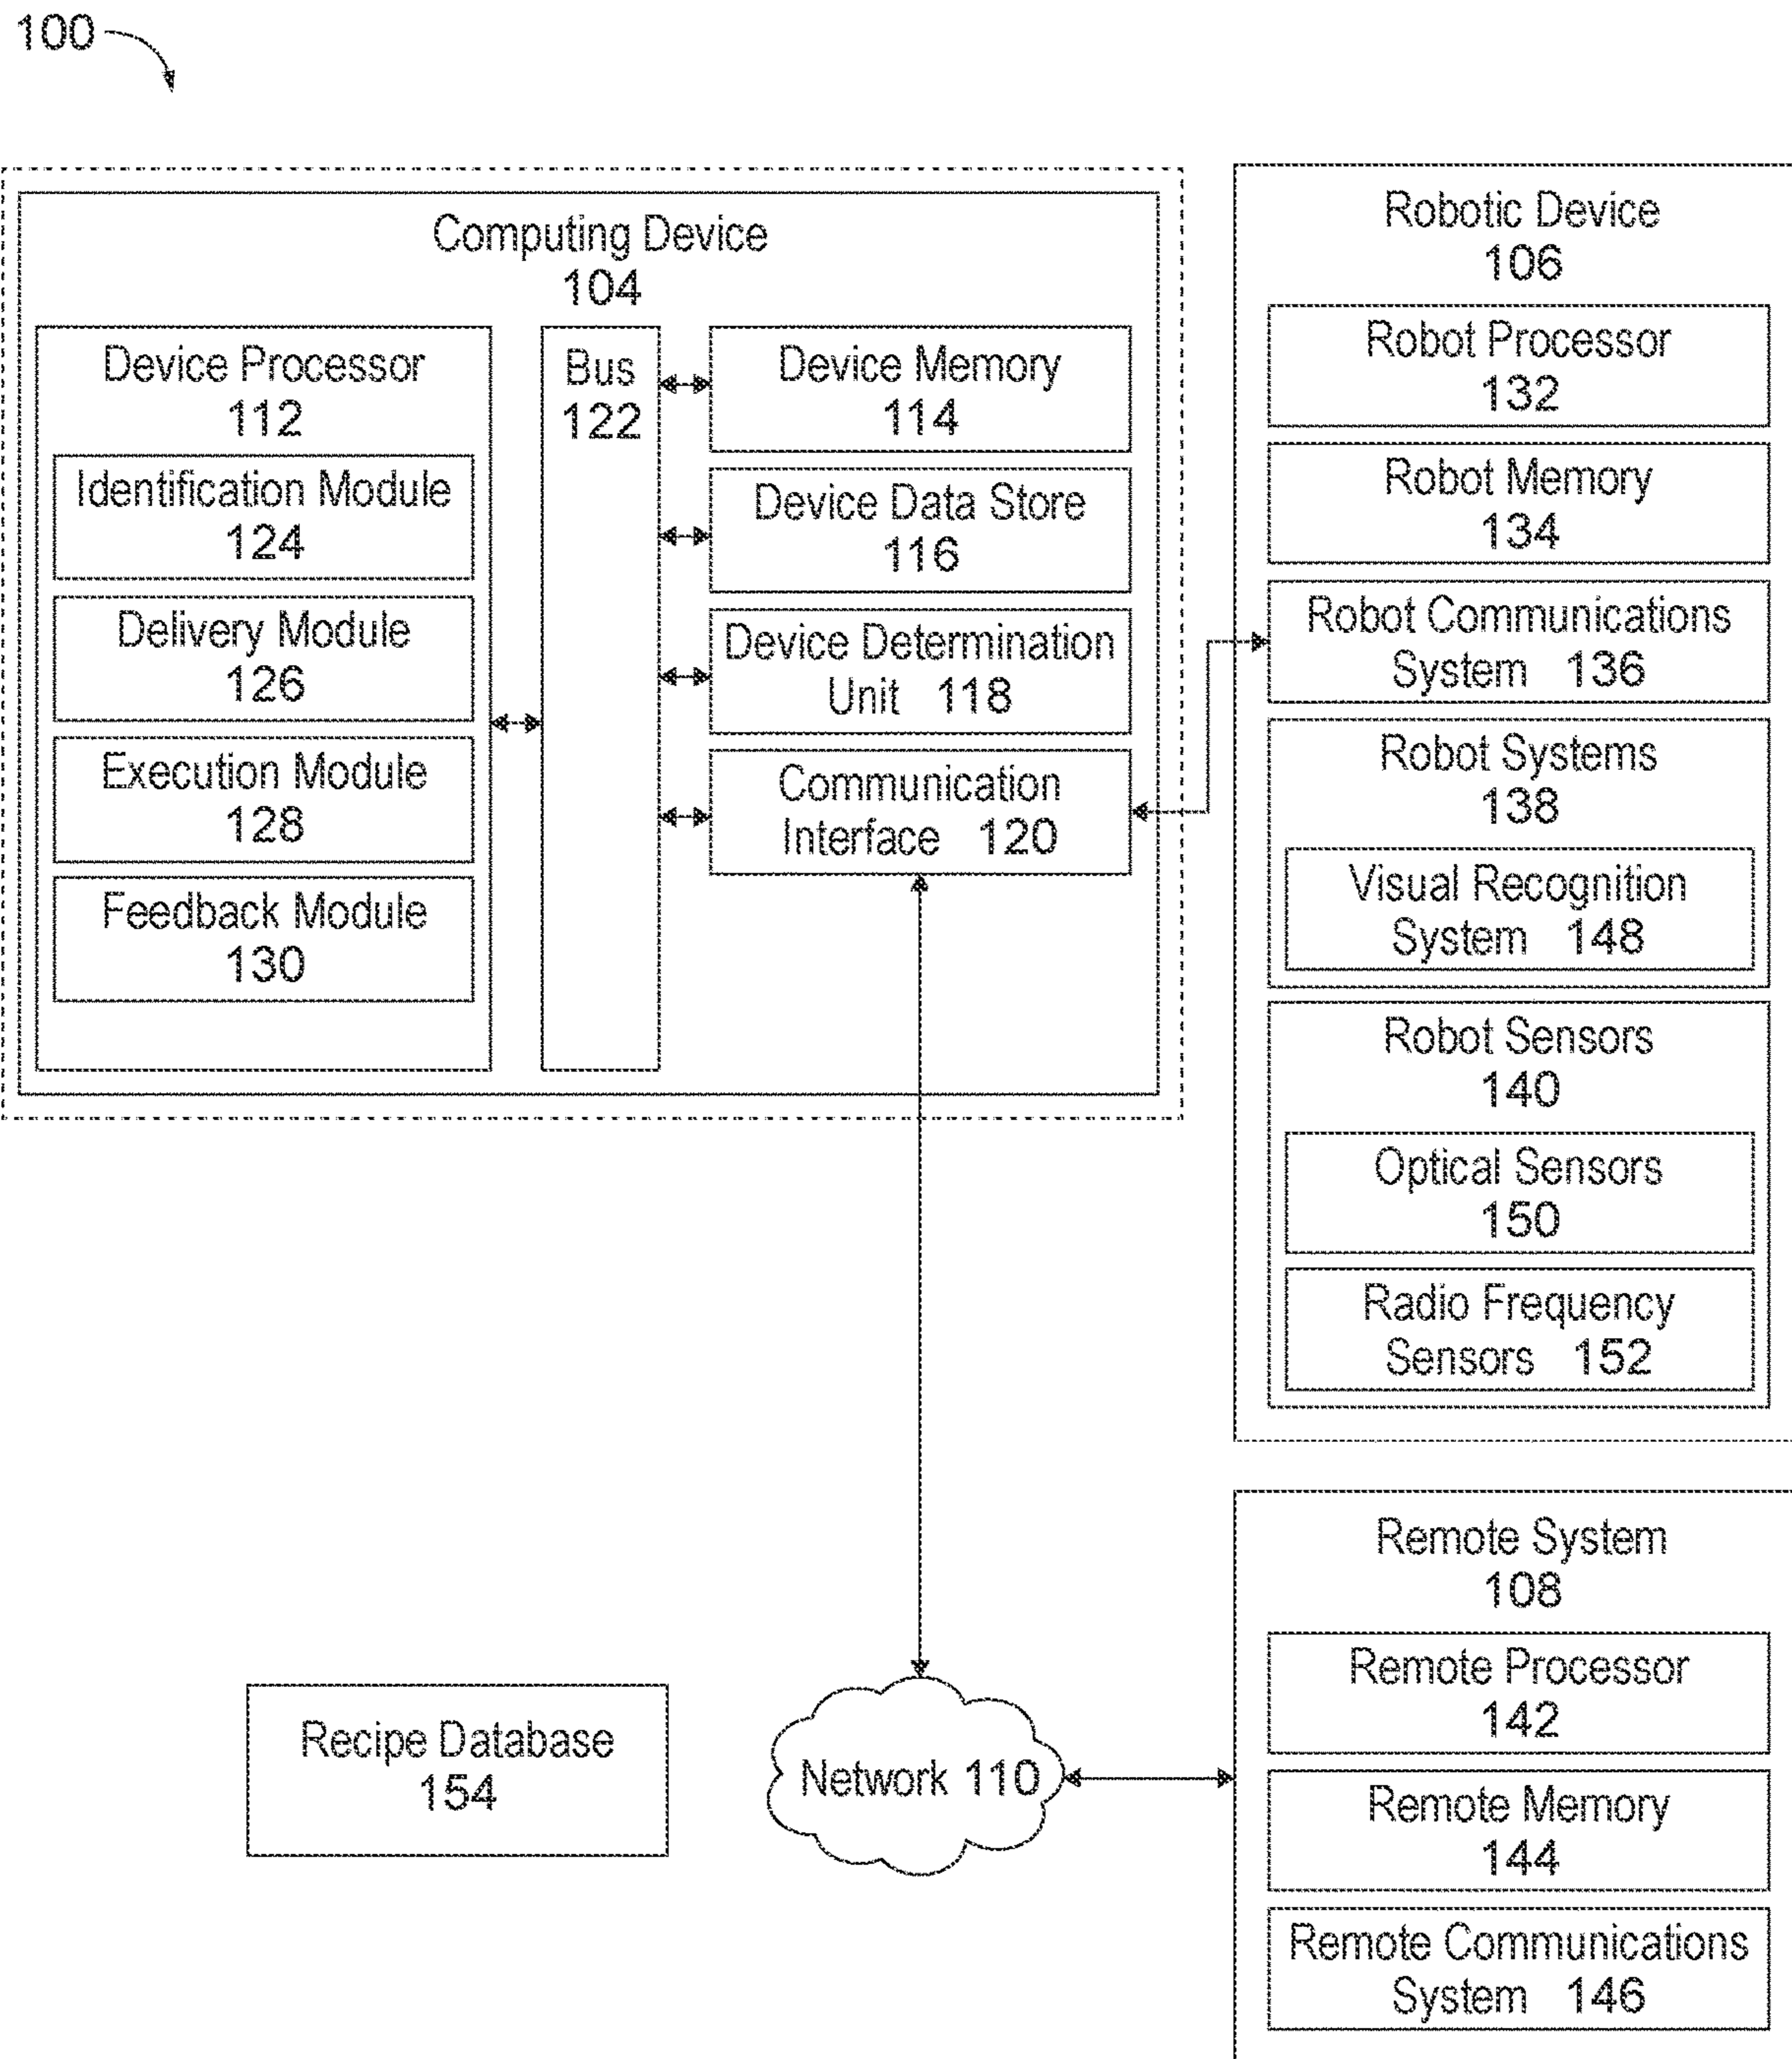 100
Computing Device
104
Device Processor
112
Identification Module
124
Delivery Module
126
Execution Module
128
Feedback Module
130
Bus
122
Device Memory
114
Device Data Store
116
Device Determination
Unit 118
Communication
Interface 120
Robotic Device
106
Robot Processor
132
Robot Memory
134
Robot Communications
System 136
Robot Systems
138
Visual Recognition
System 148
Robot Sensors
140
Optical Sensors
150
Radio Frequency
Sensors 152
Recipe Database
154
Network 110
Remote System
108
Remote Processor
142
Remote Memory
144
Remote Communications
System 146